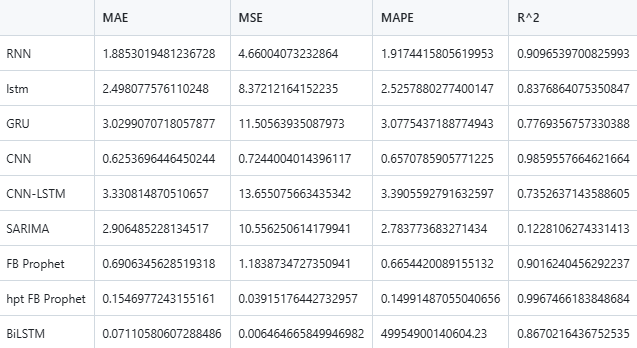 MAE MSE MAPE R^2
RNN 1.8853019481236728 4.66004073232864 1.9174415805619953 0.9096539700825993
lstm 2.498077576110248 8.37212164152235 2.5257880277400147 0.8376864075350847
GRU 3.0299070718057877 11.50563935087973 3.0775437188774943 0.7769356757330388
CNN 0.6253696446450244 0.7244004014396117 0.6570785905771225 0.9859557664621664
CNN-LSTM 3.330814870510657 13.655075663435342 3.3905592791632597 0.7352637143588605
SARIMA 2.906485228134517 10.556250614179941 2.783773683271434 0.1228106274331413
FB Prophet 0.6906345628519318 1.1838734727350941 0.6654420089155132 0.9016240456292237
hpt FB Prophet 0.1546977243155161 0.03915176442732957 0.14991487055040656 0.9967466183848684
BiLSTM 0.07110580607288486 0.006464665849946982 49954900140604.23 0.8670216436752535